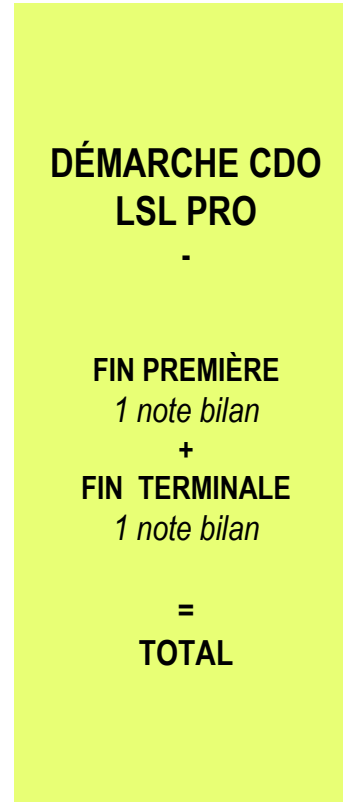 DÉMARCHE CDO
LSL PRO
-
FIN PREMIÈRE
1 note bilan
+
FIN TERMINALE
1 note bilan
=
TOTAL